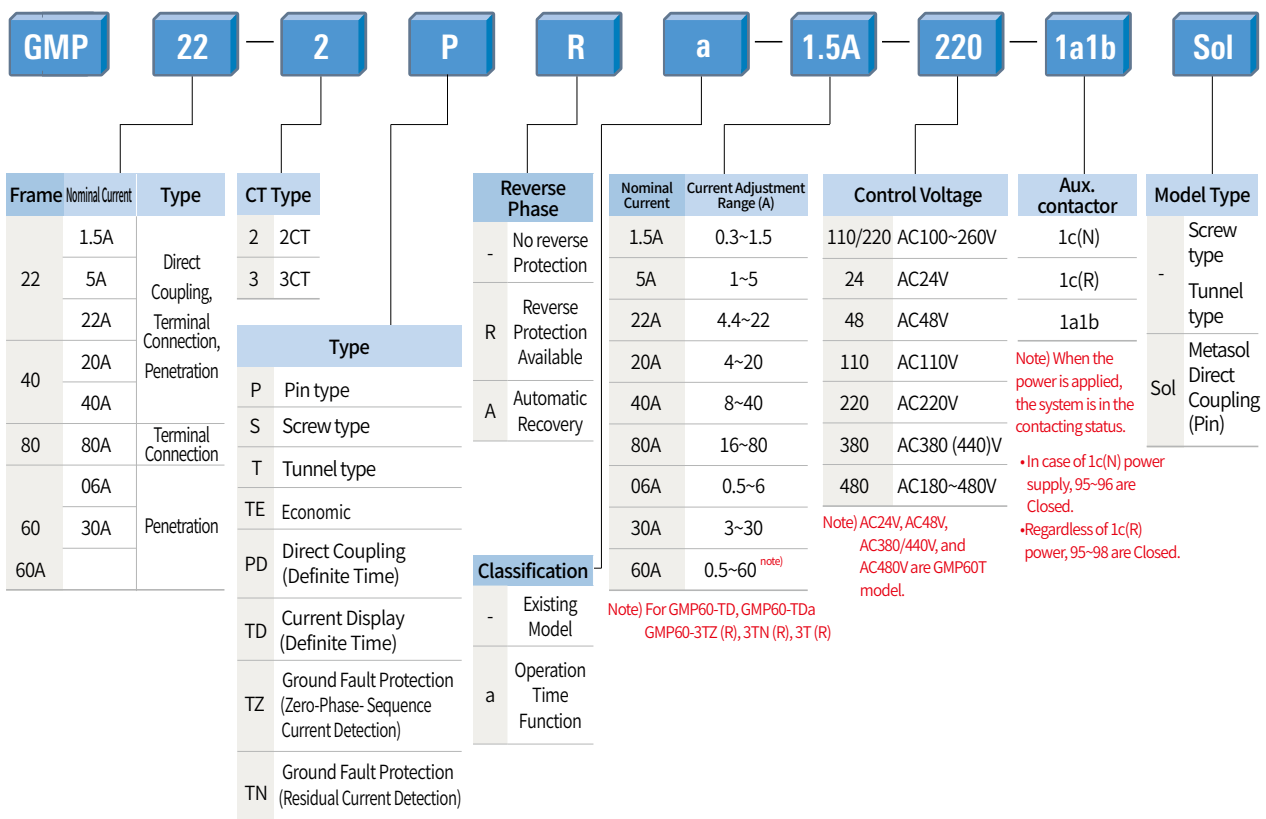 GMP 22 – 2 P R a – 1.5A – 220 – 1a1b Sol
Frame Nominal Current Type
22 1.5A Direct Coupling, Terminal Connection, Penetration
5A
22A
40 20A
40A
80 80A Terminal Connection
60 06A Penetration
30A
60A
CT Type
2 2CT
3 3CT
Type
P Pin type
S Screw type
T Tunnel type
TE Economic
PD Direct Coupling
(Definite Time)
TD Current Display
(Definite Time)
TZ Ground Fault Protection
(Zero-Phase- Sequence
Current Detection)
TN Ground Fault Protection
(Residual Current Detection)
Reverse
Phase
- No reverse
Protection
R Reverse
Protection
Available
A Automatic
Recovery
Classification
- Existing
Model
a Operation
Time
Function
Nominal Current Current Adjustment Range (A)
1.5A 0.3~1.5
5A 1~5
22A 4.4~22
20A 4~20
40A 8~40
80A 16~80
06A 0.5~6
30A 3~30
60A 0.5~60 note)
Note) For GMP60-TD, GMP60-TDa
GMP60-3TZ (R), 3TN (R), 3T (R)
Control Voltage
110/220 AC100~260V
24 AC24V
48 AC48V
110 AC110V
220 AC220V
380 AC380 (440)V
480 AC180~480V
Note) AC24V, AC48V,
AC380/440V, and
AC480V are GMP60T
model.
Aux.
contactor
1c(N)
1c(R)
1a1b
Note) When the
power is applied,
the system is in the
contacting status.
• In case of 1c(N) power
supply, 95~96 are
Closed.
•Regardless of 1c(R)
power, 95~98 are Closed.
Model Type
- Screw
type
Tunnel
type
Sol Metasol
Direct
Coupling
(Pin)